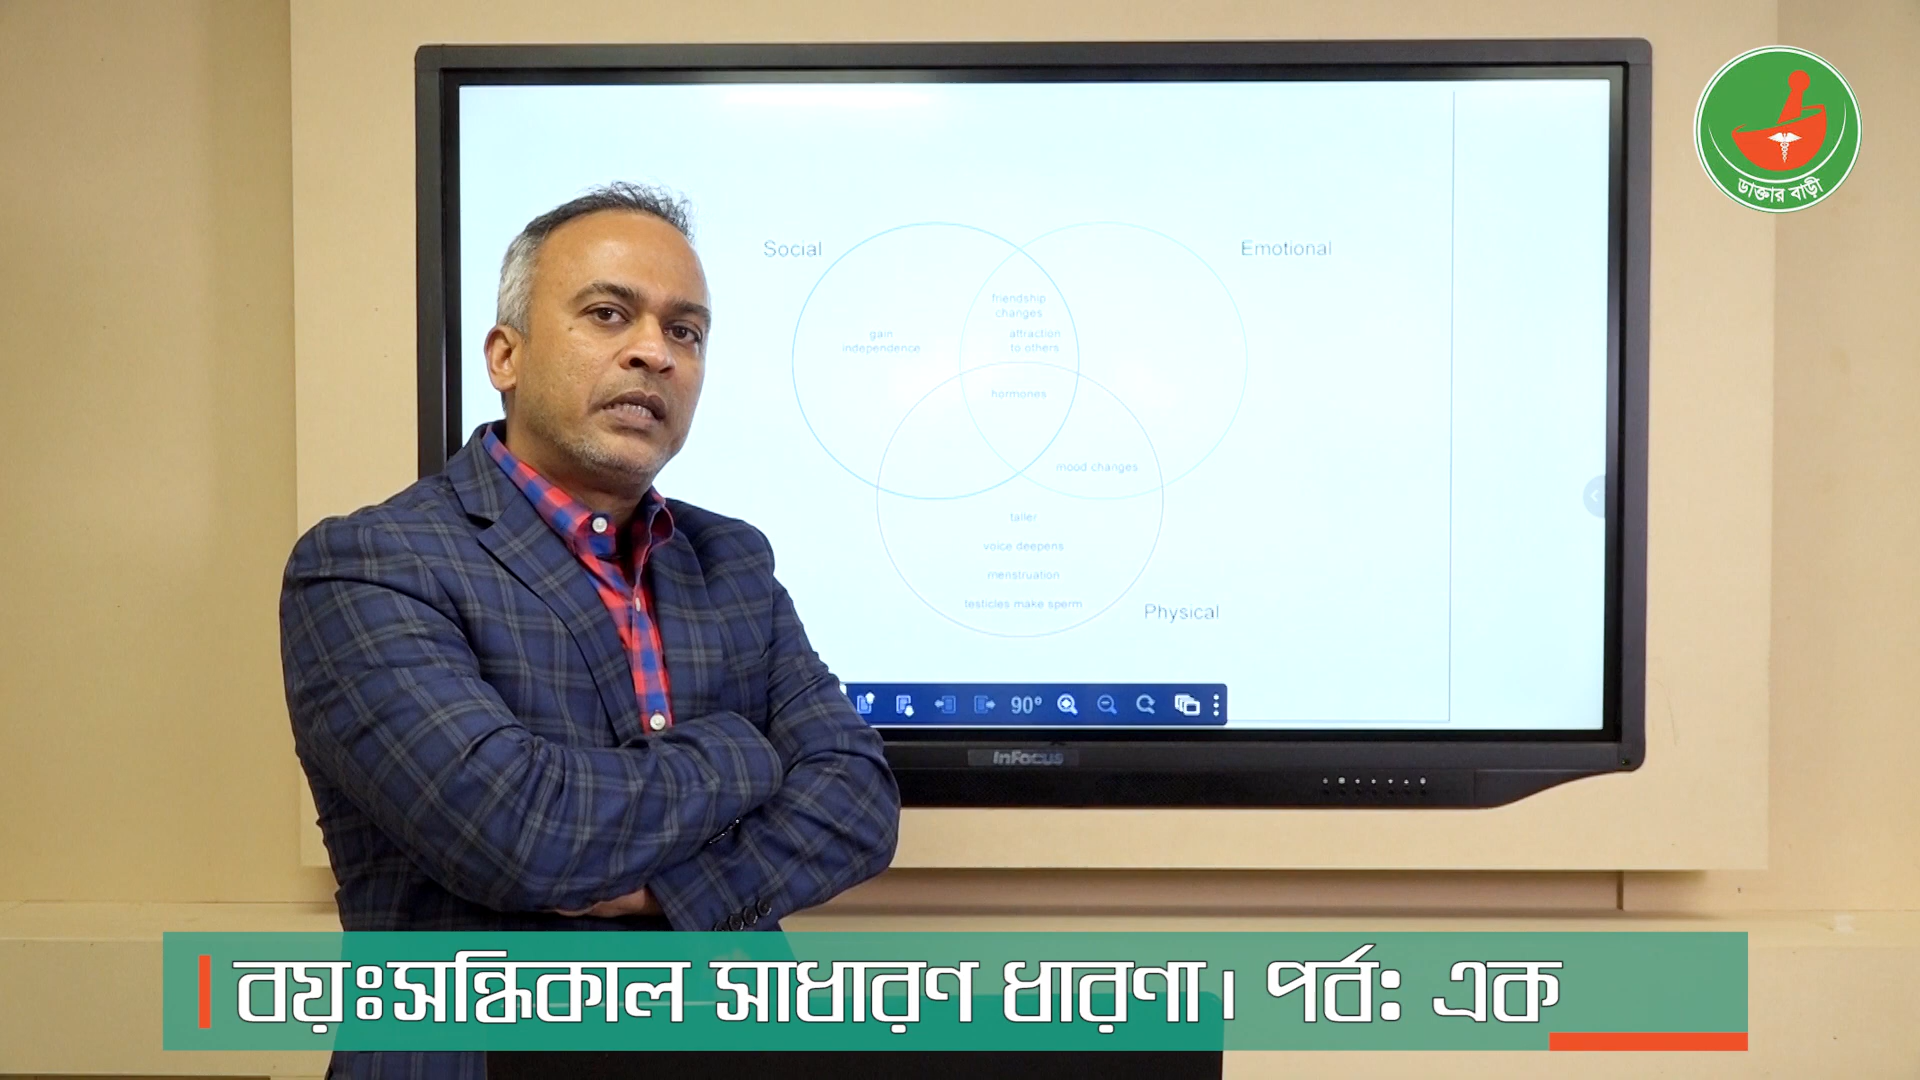 ডাক্তার বাড়ী
Social
Emotional
friendship
changes
gain
independence
attraction
to others
hormones
mood changes
taller
voice deepens
menstruation
testicles make sperm
Physical
90°
InFocus
বয়ঃসন্ধিকাল সাধারণ ধারণা। পর্ব: এক